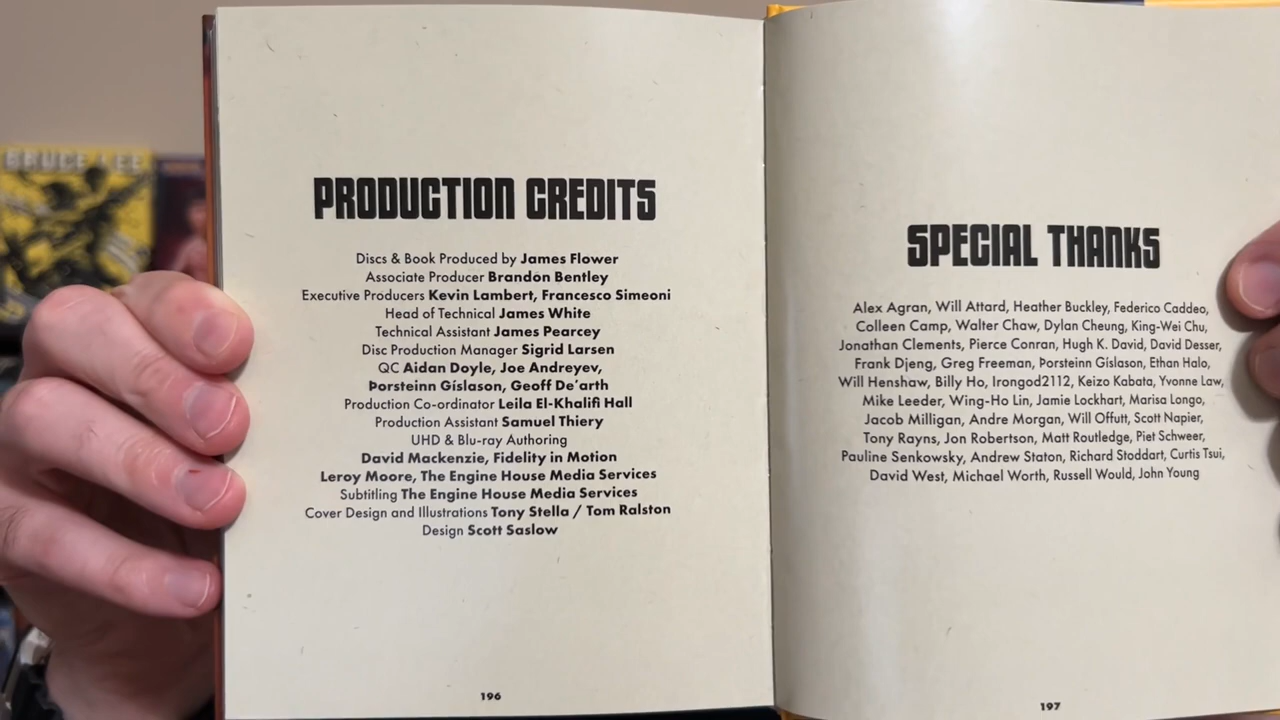 BRUCE LEE
PRODUCTION CREDITS
Discs & Book Produced by James Flower
Associate Producer Brandon Bentley
Executive Producers Kevin Lambert, Francesco Simeoni
Head of Technical James White
Technical Assistant James Pearcey
Disc Production Manager Sigrid Larsen
QC Aidan Doyle, Joe Andreyev,
Þorsteinn Gíslason, Geoff De'arth
Production Co-ordinator Leila El-Khalifi Hall
Production Assistant Samuel Thiery
UHD & Blu-ray Authoring
David Mackenzie, Fidelity in Motion
Leroy Moore, The Engine House Media Services
Subtitling The Engine House Media Services
Cover Design and Illustrations Tony Stella / Tom Ralston
Design Scott Saslow
196
SPECIAL THANKS
Alex Agran, Will Attard, Heather Buckley, Federico Caddeo,
Colleen Camp, Walter Chaw, Dylan Cheung, King-Wei Chu,
Jonathan Clements, Pierce Conran, Hugh K. David, David Desser,
Frank Djeng, Greg Freeman, Þorsteinn Gíslason, Ethan Halo,
Will Henshaw, Billy Ho, Irongod2112, Keizo Kabata, Yvonne Law,
Mike Leeder, Wing-Ho Lin, Jamie Lockhart, Marisa Longo,
Jacob Milligan, Andre Morgan, Will Offutt, Scott Napier,
Tony Rayns, Jon Robertson, Matt Routledge, Piet Schweer,
Pauline Senkowsky, Andrew Staton, Richard Stoddart, Curtis Tsui,
David West, Michael Worth, Russell Would, John Young
197